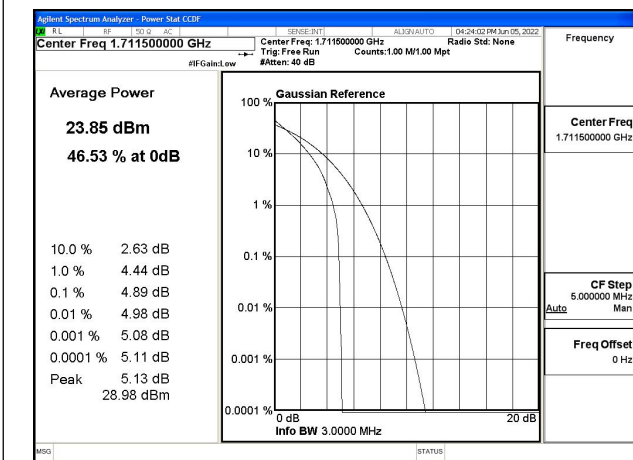 Agilent Spectrum Analyzer - Power Stat CCDF
RL RF 50 Ω AC SENSE:INT ALIGN AUTO 04:24:02 PM Jun 05, 2022
Center Freq 1.711500000 GHz
Center Freq: 1.711500000 GHz Radio Std: None
Trig: Free Run Counts:1.00 M/1.00 Mpt
#IFGain:Low #Atten: 40 dB
Frequency
Average Power
23.85 dBm
46.53 % at 0dB
10.0 % 2.63 dB
1.0 % 4.44 dB
0.1 % 4.89 dB
0.01 % 4.98 dB
0.001 % 5.08 dB
0.0001 % 5.11 dB
Peak 5.13 dB
28.98 dBm
Gaussian Reference
100 %
10 %
1 %
0.1 %
0.01 %
0.001 %
0.0001 %
0 dB 20 dB
Info BW 3.0000 MHz
Center Freq
1.711500000 GHz
CF Step
5.000000 MHz
Auto Man
Freq Offset
0 Hz
MSG STATUS